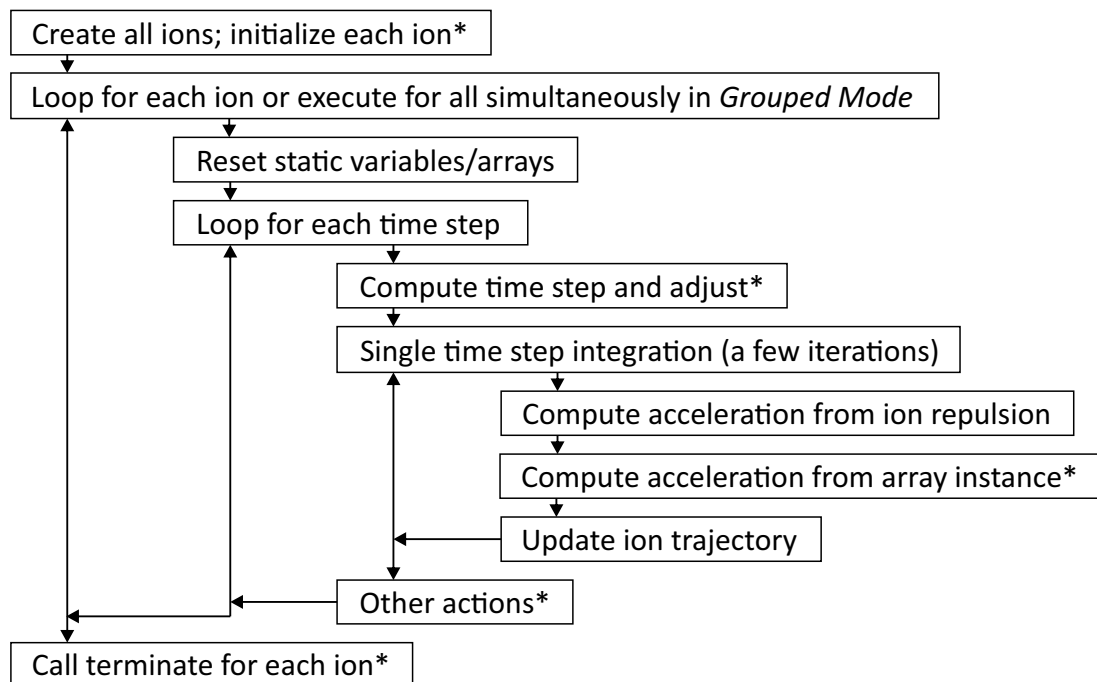 Create all ions; initialize each ion*
Loop for each ion or execute for all simultaneously in Grouped Mode
Reset static variables/arrays
Loop for each time step
Compute time step and adjust*
Single time step integration (a few iterations)
Compute acceleration from ion repulsion
Compute acceleration from array instance*
Update ion trajectory
Other actions*
Call terminate for each ion*